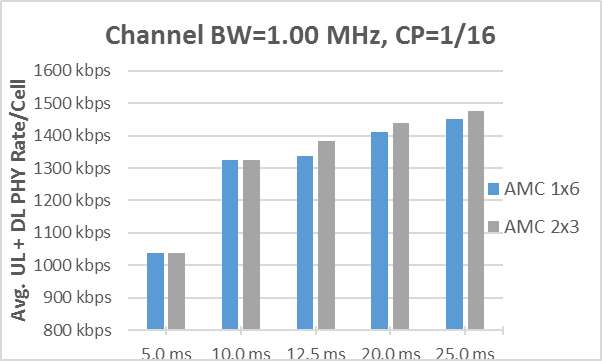 Channel BW=1.00 MHz, CP=1/16
Avg. UL + DL PHY Rate/Cell
1600 kbps
1500 kbps
1400 kbps
1300 kbps
1200 kbps
1100 kbps
1000 kbps
900 kbps
800 kbps
5.0 ms 10.0 ms 12.5 ms 20.0 ms 25.0 ms
AMC 1x6
AMC 2x3